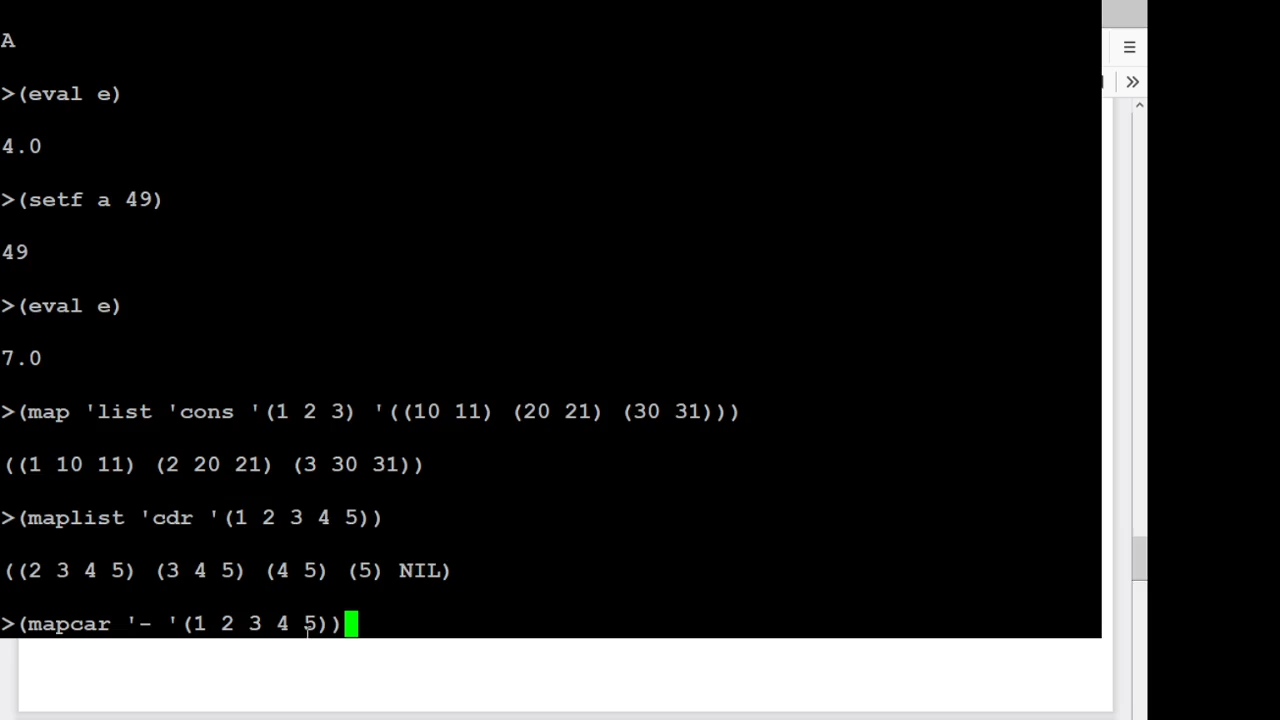 A
>(eval e)
4.0
>(setf a 49)
49
>(eval e)
7.0
>(map 'list 'cons '(1 2 3) '((10 11) (20 21) (30 31)))
((1 10 11) (2 20 21) (3 30 31))
>(maplist 'cdr '(1 2 3 4 5))
((2 3 4 5) (3 4 5) (4 5) (5) NIL)
>(mapcar '- '(1 2 3 4 5))